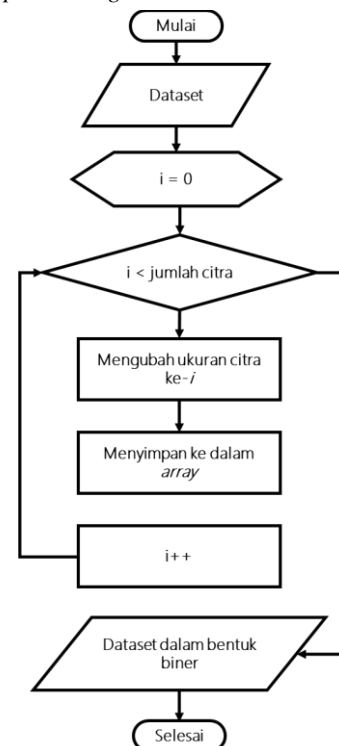 Mulai
Dataset
i = 0
i < jumlah citra
Mengubah ukuran citra
ke-i
Menyimpan ke dalam
array
i++
Dataset dalam bentuk
biner
Selesai